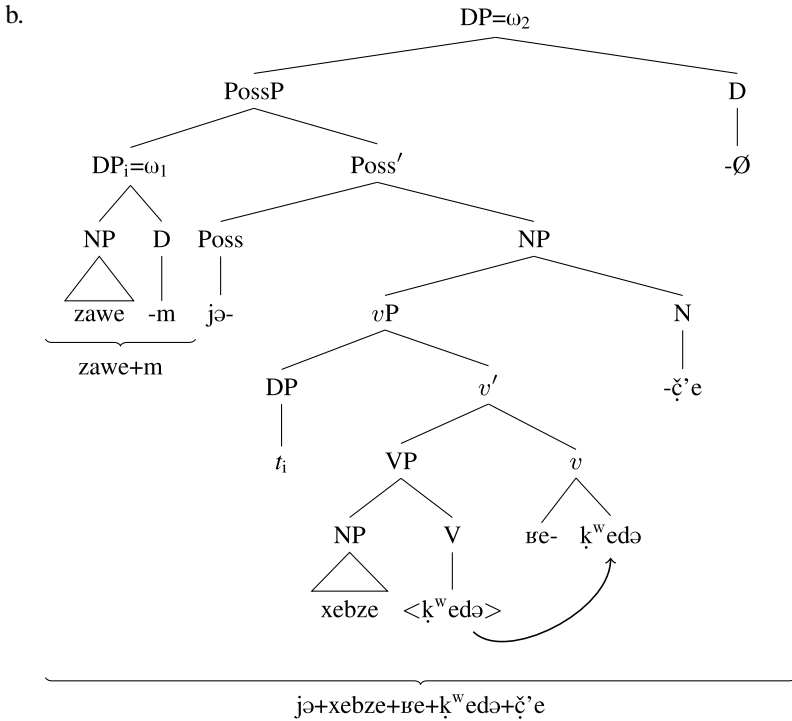 b.
DP=ω₂
PossP D
DPᵢ=ω₁ Poss′ -Ø
NP D Poss NP
zawe -m jə- vP N
zawe+m
DP v′ -č̣’e
tᵢ VP v
NP V ʁe- ḳʷedə
xebze <ḳʷedə>
jə+xebze+ʁe+ḳʷedə+č̣’e